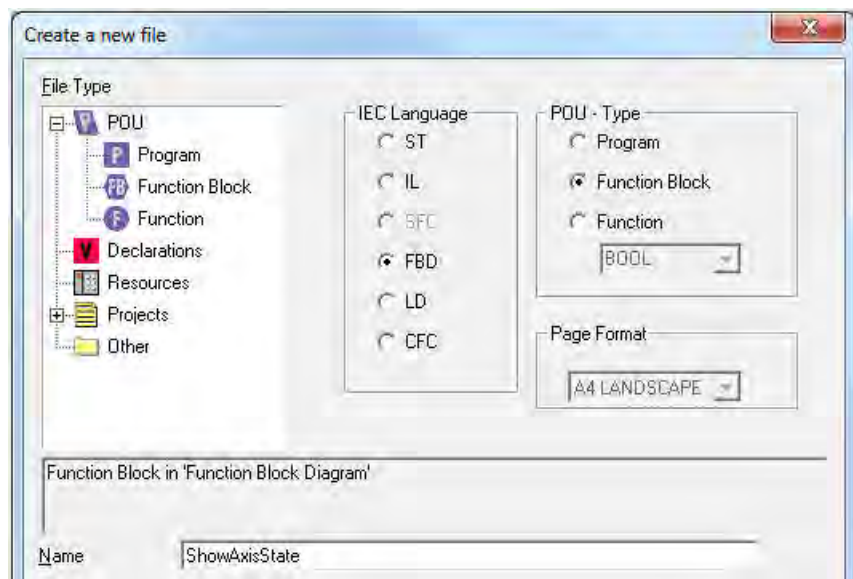 Create a new file
File Type
POU
P Program
FB Function Block
F Function
V Declarations
Resources
Projects
Other
IEC Language
ST
IL
SFC
FBD
LD
CFC
POU - Type
Program
Function Block
Function
BOOL
Page Format
A4 LANDSCAPE
Function Block in 'Function Block Diagram'
Name ShowAxisState